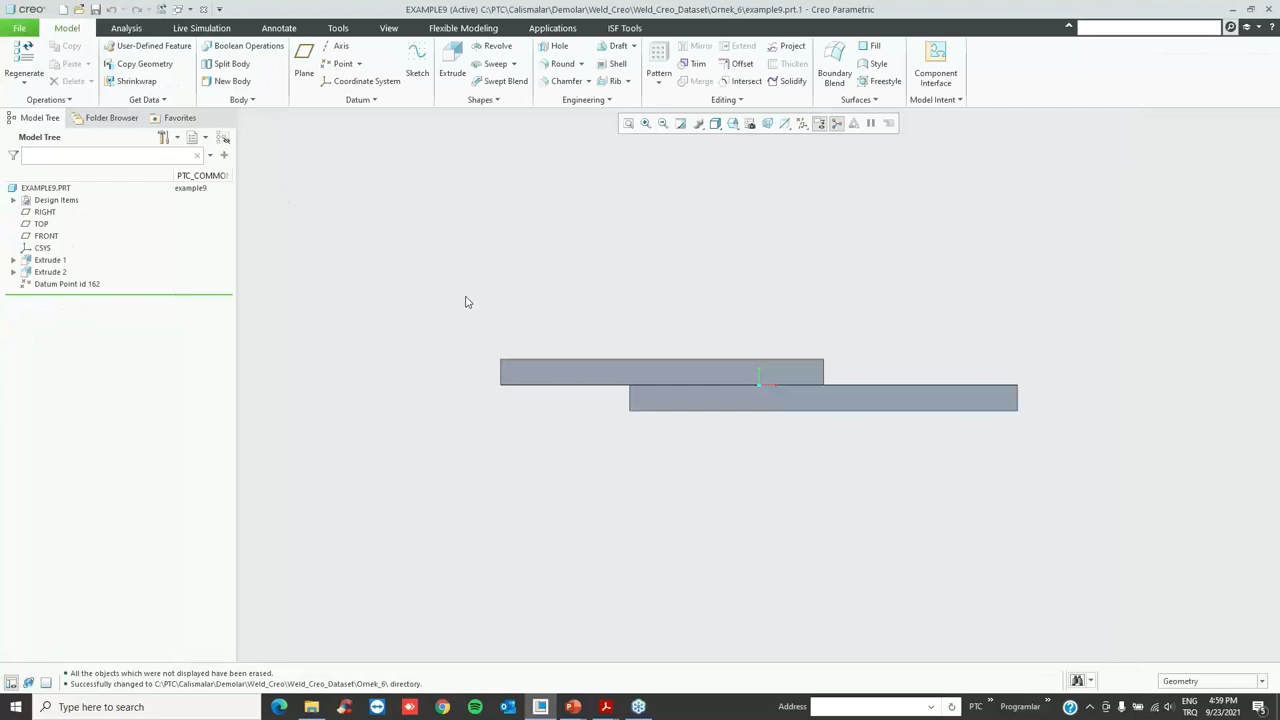 creo
EXAMPLE9 (Active) C:\PTC\Calismalar\Demolar\Weld_Creo\Weld_Creo_Dataset\Ornek_6\example9.prt.1 - Creo Parametric
File Model Analysis Live Simulation Annotate Tools View Flexible Modeling Applications ISF Tools
Regenerate
Copy
Paste
Delete
Operations
User-Defined Feature
Copy Geometry
Shrinkwrap
Get Data
Boolean Operations
Split Body
New Body
Body
Plane
Axis
Point
Coordinate System
Sketch
Datum
Extrude
Revolve
Sweep
Swept Blend
Shapes
Hole
Round
Chamfer
Draft
Shell
Rib
Engineering
Pattern
Mirror
Trim
Merge
Extend
Offset
Intersect
Project
Thicken
Solidify
Editing
Boundary Blend
Fill
Style
Freestyle
Surfaces
Component Interface
Model Intent
Model Tree Folder Browser Favorites
Model Tree
PTC_COMMO
EXAMPLE9.PRT example9
Design Items
RIGHT
TOP
FRONT
CSYS
Extrude 1
Extrude 2
Datum Point id 162
• All the objects which were not displayed have been erased.
• Successfully changed to C:\PTC\Calismalar\Demolar\Weld_Creo\Weld_Creo_Dataset\Ornek_6\ directory.
Geometry
Type here to search
Address
PTC
Programlar
ENG
TRQ
4:59 PM
9/23/2021